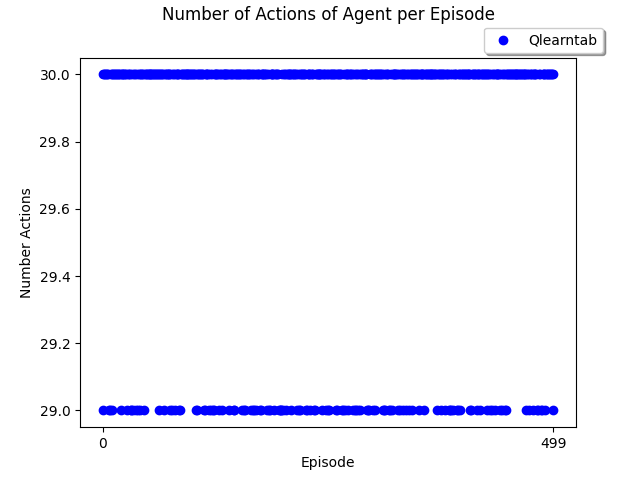 Number of Actions of Agent per Episode
Qlearntab
30.0
29.8
29.6
29.4
29.2
29.0
Number Actions
0
499
Episode